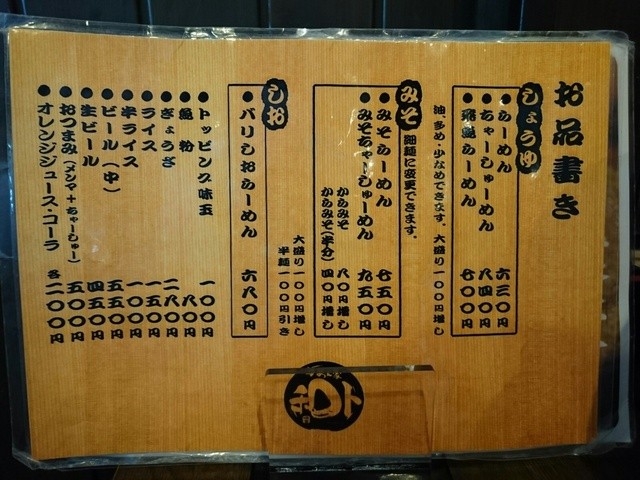 お品書き
しょうゆ
●らーめん 六三〇円
●ちゃーしゅーめん 八四〇円
●飛魚らーめん 七〇〇円
油、多め・少なめできます。大盛り一〇〇円増し
みそ
細麺に変更できます。
●みそらーめん 七五〇円
●みそちゃーしゅーめん 九五〇円
からみそ 八〇円増し
からみそ(半分) 四〇円増し
大盛り一〇〇円増し
半麺一〇〇円引き
しお
●バリしおらーめん 六八〇円
●トッピング味玉 一〇〇円
●魚粉 八〇円
●ぎょうざ 二八〇円
●ライス 一五〇円
●半ライス 一〇〇円
●ビール(中) 五五〇円
●生ビール 四五〇円
●おつまみ(メンマ+ちゃーしゅー) 五〇〇円
●オレンジジュース・コーラ 各二〇〇円